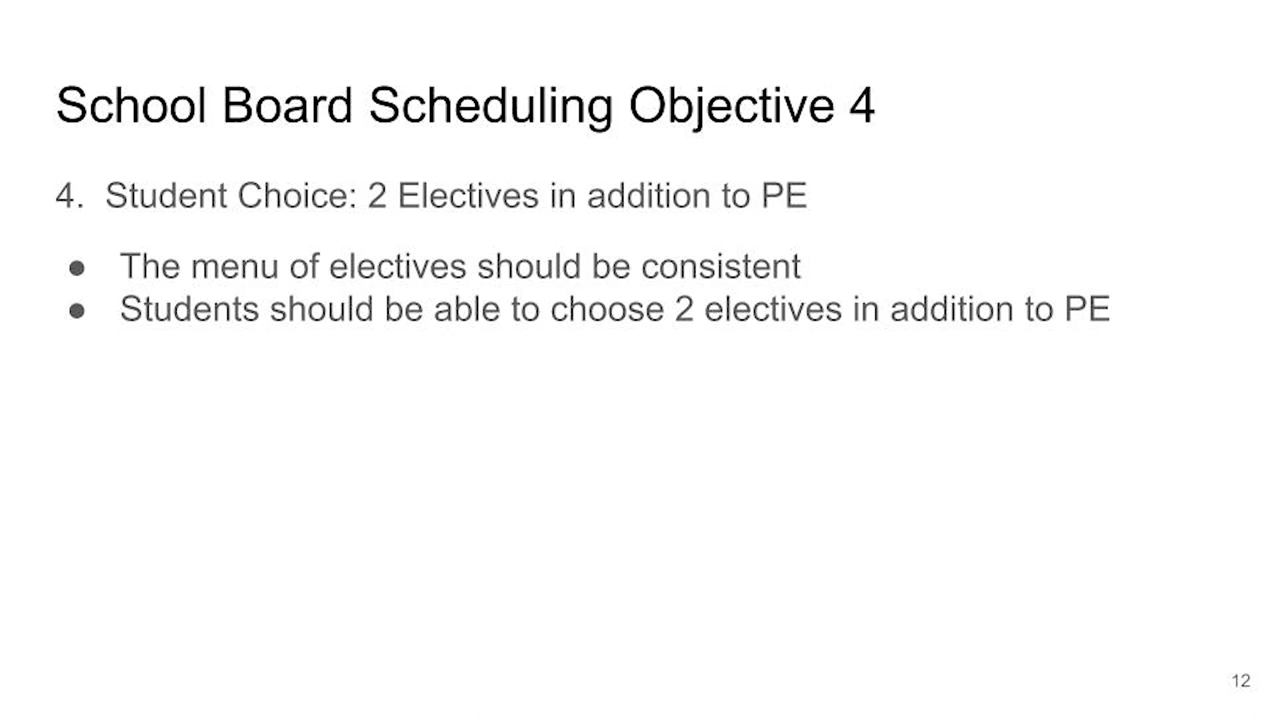 School Board Scheduling Objective 4
4. Student Choice: 2 Electives in addition to PE
● The menu of electives should be consistent
● Students should be able to choose 2 electives in addition to PE
12